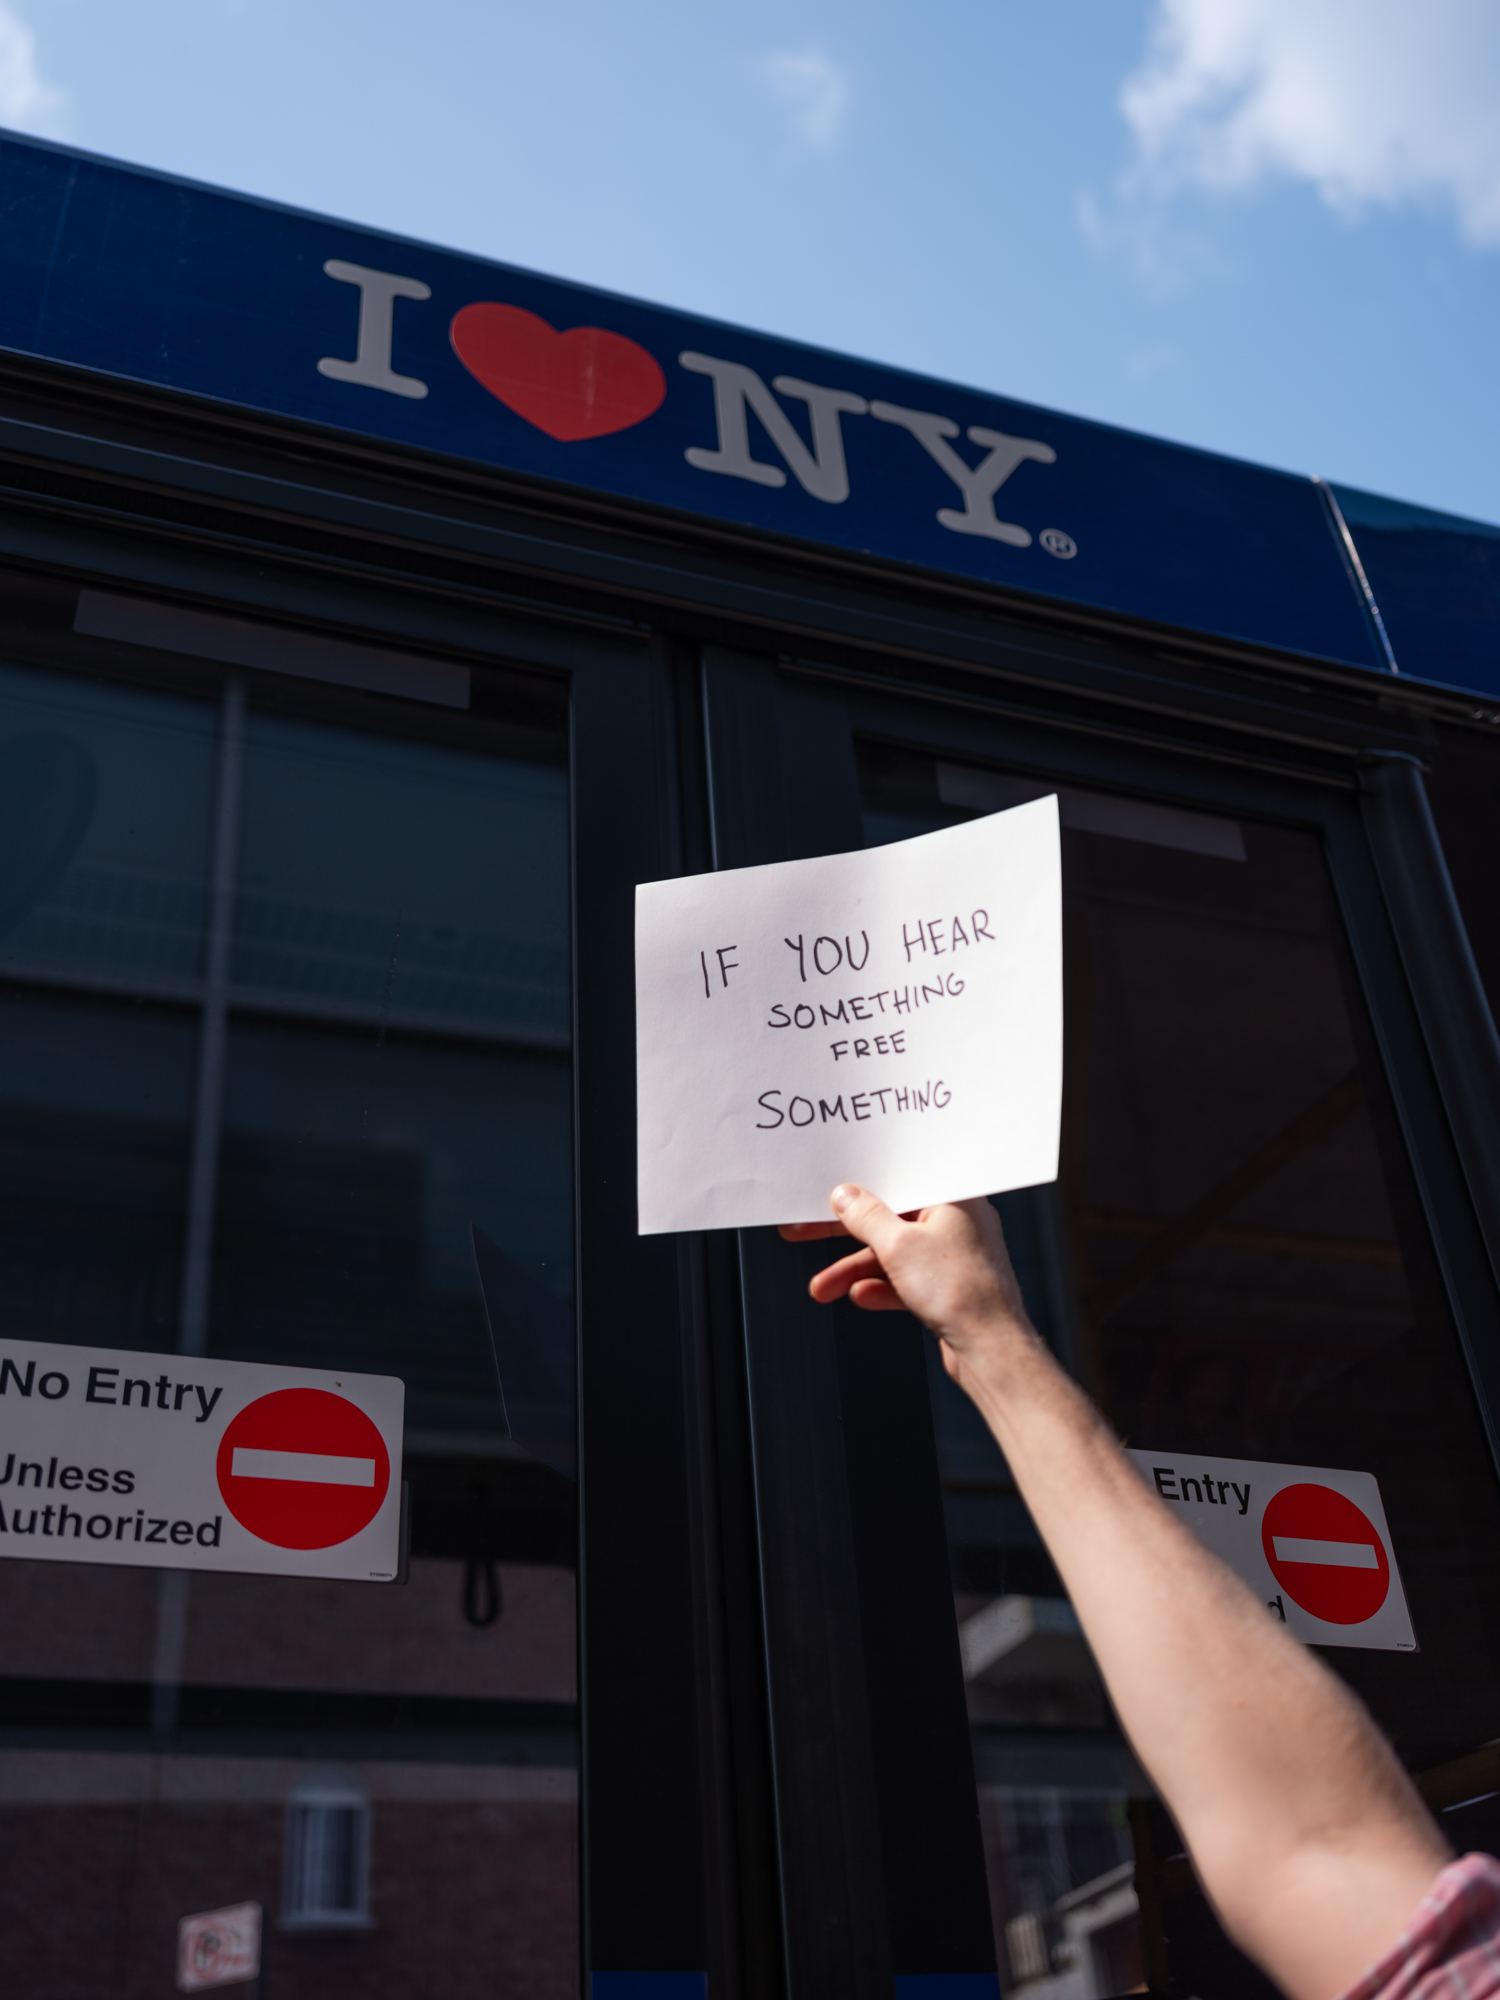 I ❤ NY®
IF YOU HEAR
SOMETHING
FREE
SOMETHING
No Entry
Unless
Authorized
Entry
d